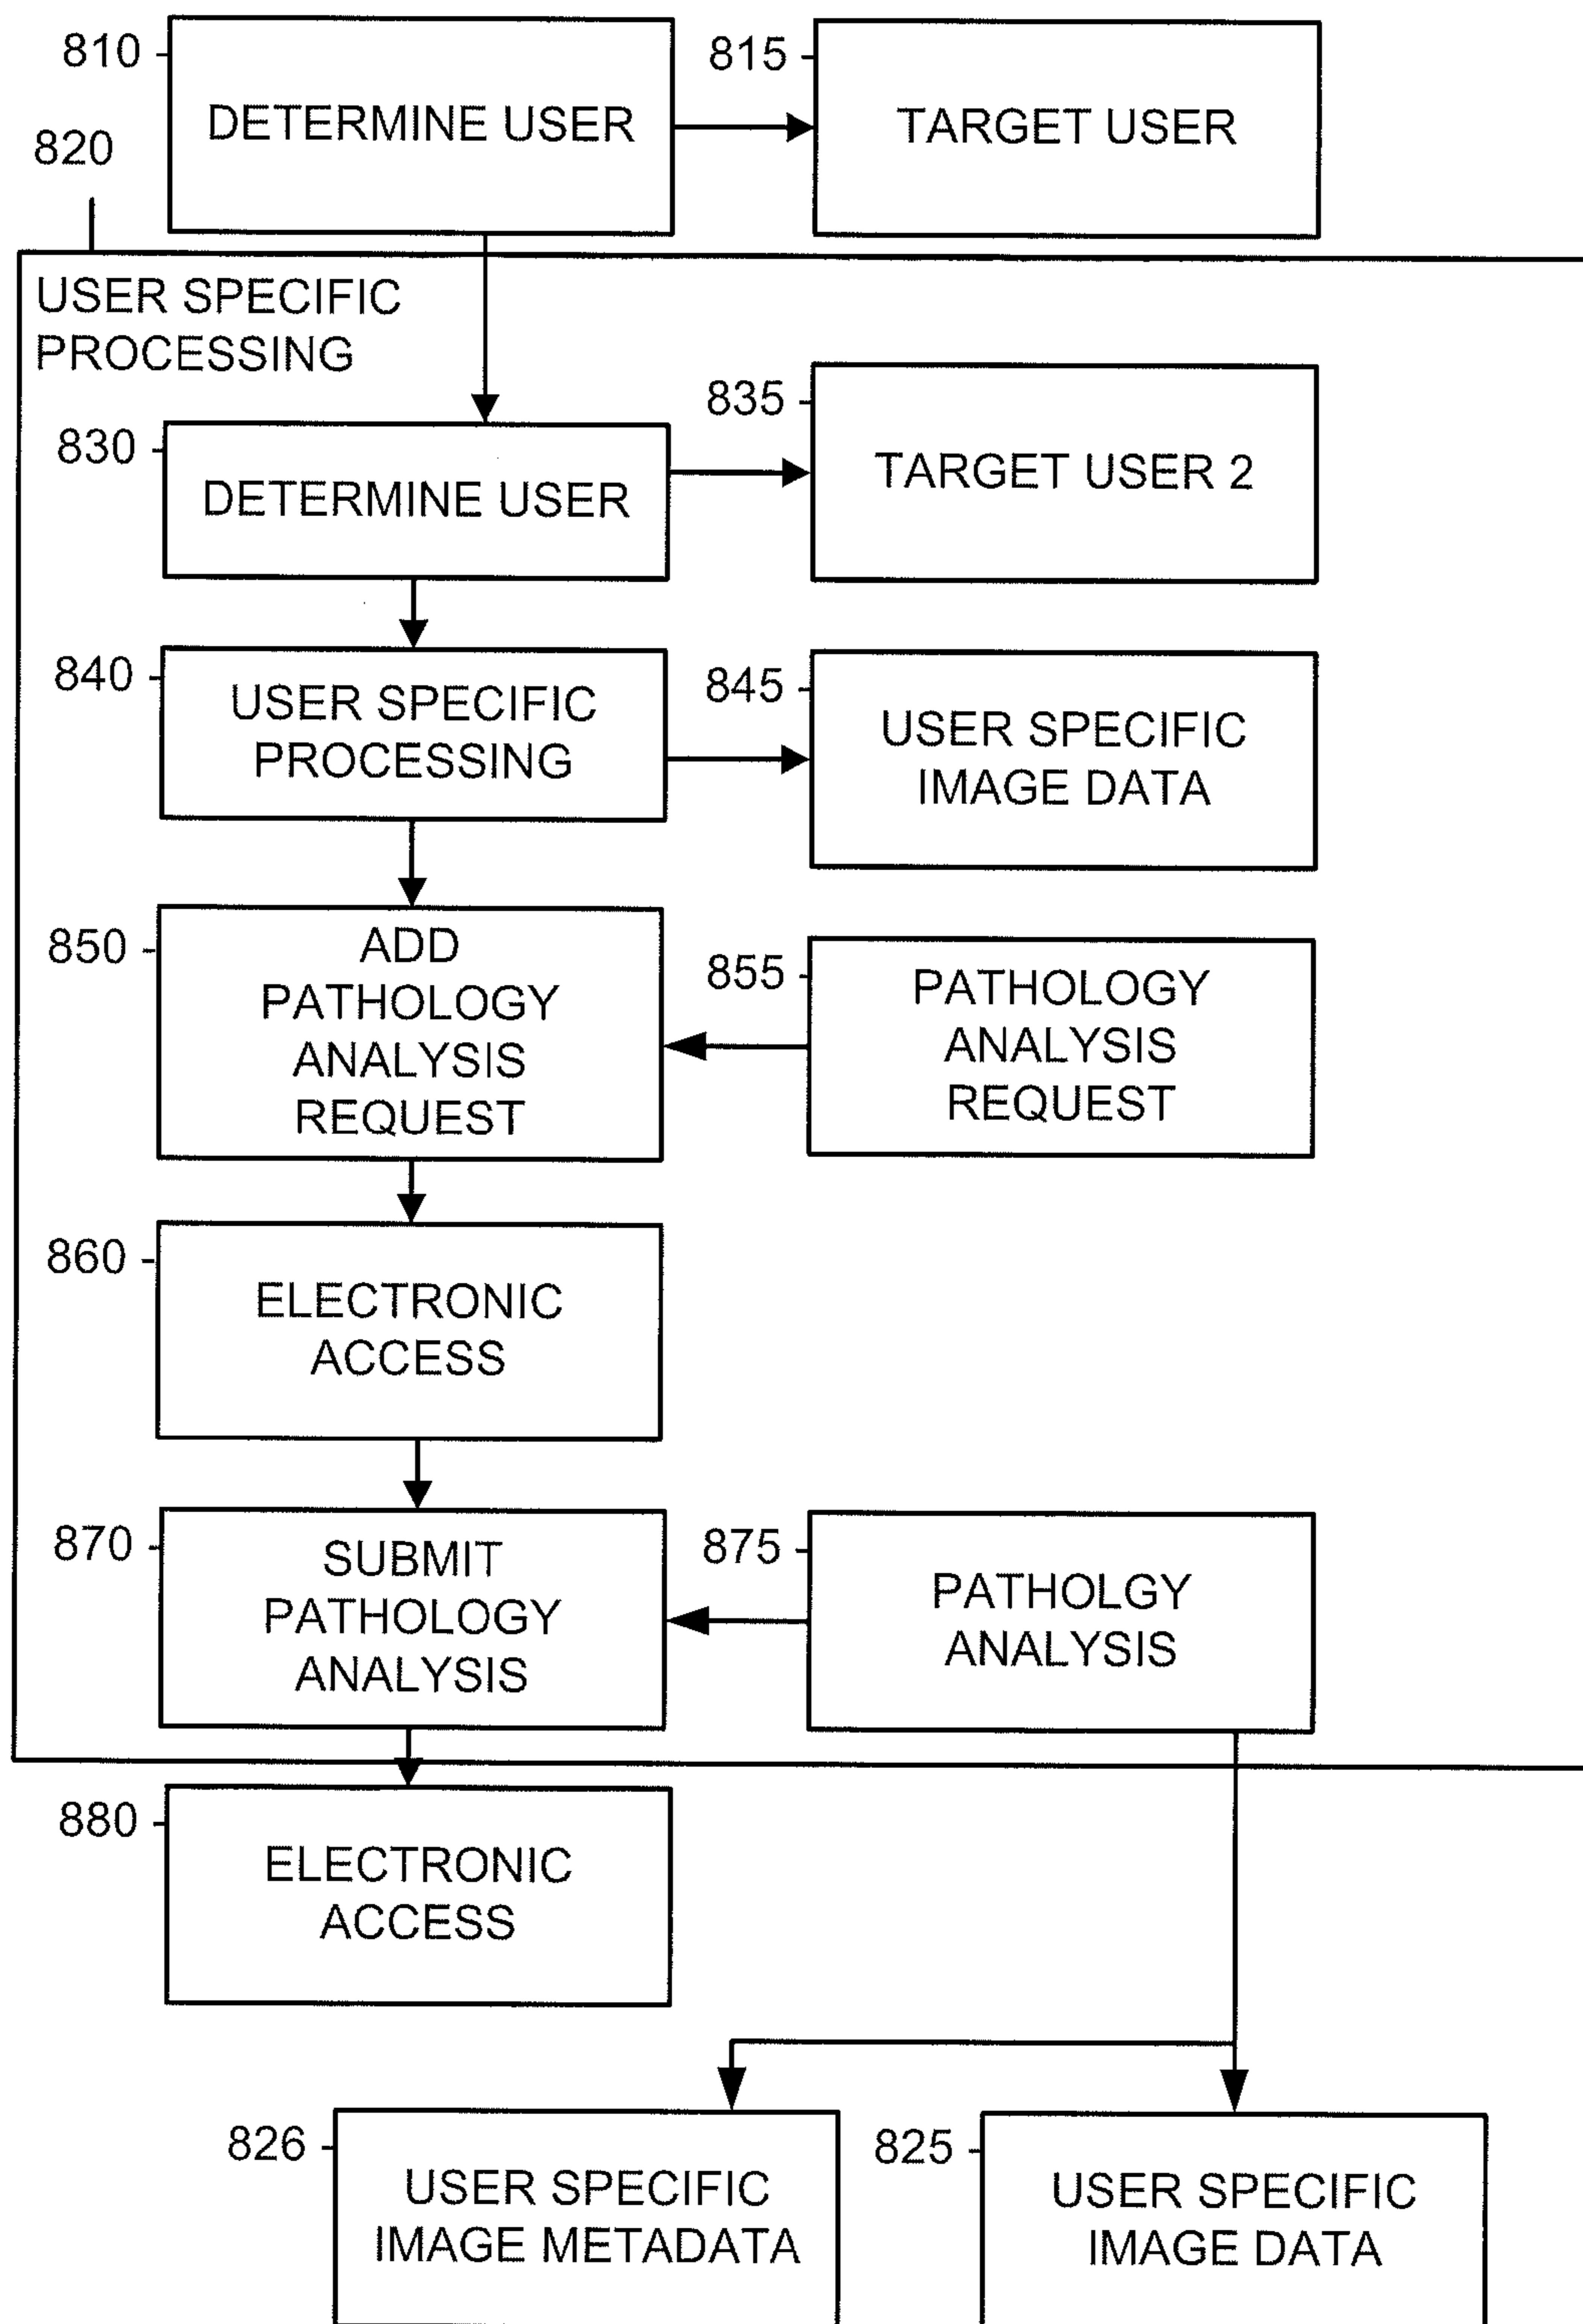 810
DETERMINE USER
815
TARGET USER
820
USER SPECIFIC
PROCESSING
830
DETERMINE USER
835
TARGET USER 2
840
USER SPECIFIC
PROCESSING
845
USER SPECIFIC
IMAGE DATA
850
ADD
PATHOLOGY
ANALYSIS
REQUEST
855
PATHOLOGY
ANALYSIS
REQUEST
860
ELECTRONIC
ACCESS
870
SUBMIT
PATHOLOGY
ANALYSIS
875
PATHOLGY
ANALYSIS
880
ELECTRONIC
ACCESS
826
USER SPECIFIC
IMAGE METADATA
825
USER SPECIFIC
IMAGE DATA